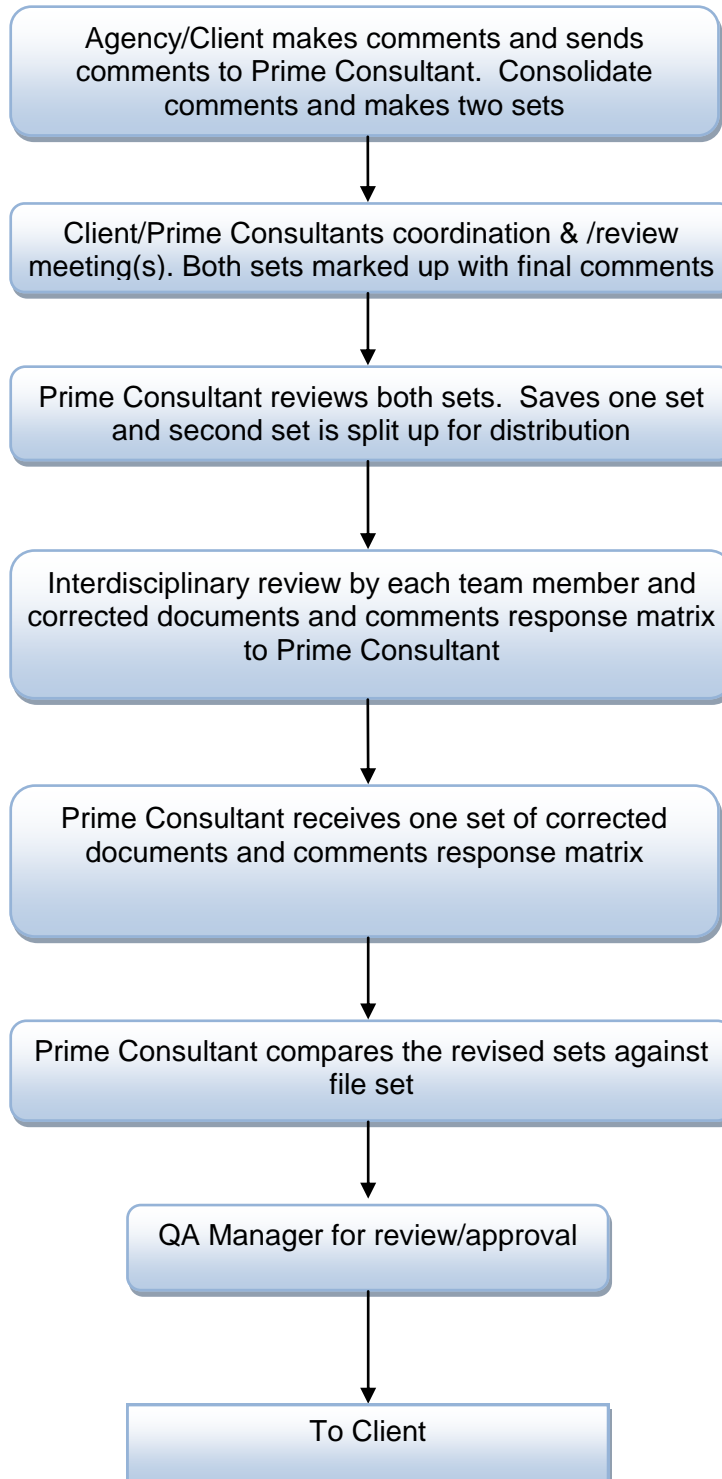 Agency/Client makes comments and sends
comments to Prime Consultant.  Consolidate
comments and makes two sets
Client/Prime Consultants coordination & /review
meeting(s). Both sets marked up with final comments
Prime Consultant reviews both sets.  Saves one set
and second set is split up for distribution
Interdisciplinary review by each team member and
corrected documents and comments response matrix
to Prime Consultant
Prime Consultant receives one set of corrected
documents and comments response matrix
Prime Consultant compares the revised sets against
file set
QA Manager for review/approval
To Client